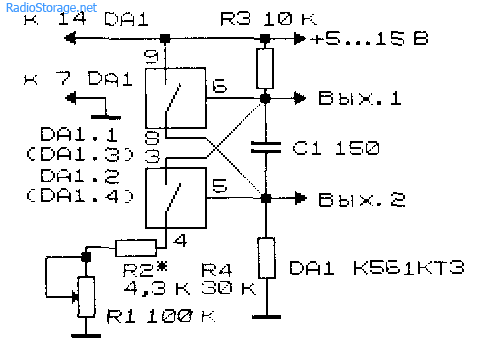 RadioStorage.net
к 14 DA1
R3 10 к
+5...15 В
9
к 7 DA1
6
Вых.1
DA1.1
(DA1.3)
8
3
C1 150
DA1.2
(DA1.4)
5
Вых.2
4
R2* 4,3 к
R4 30 к
DA1 К561КТ3
R1 100 к